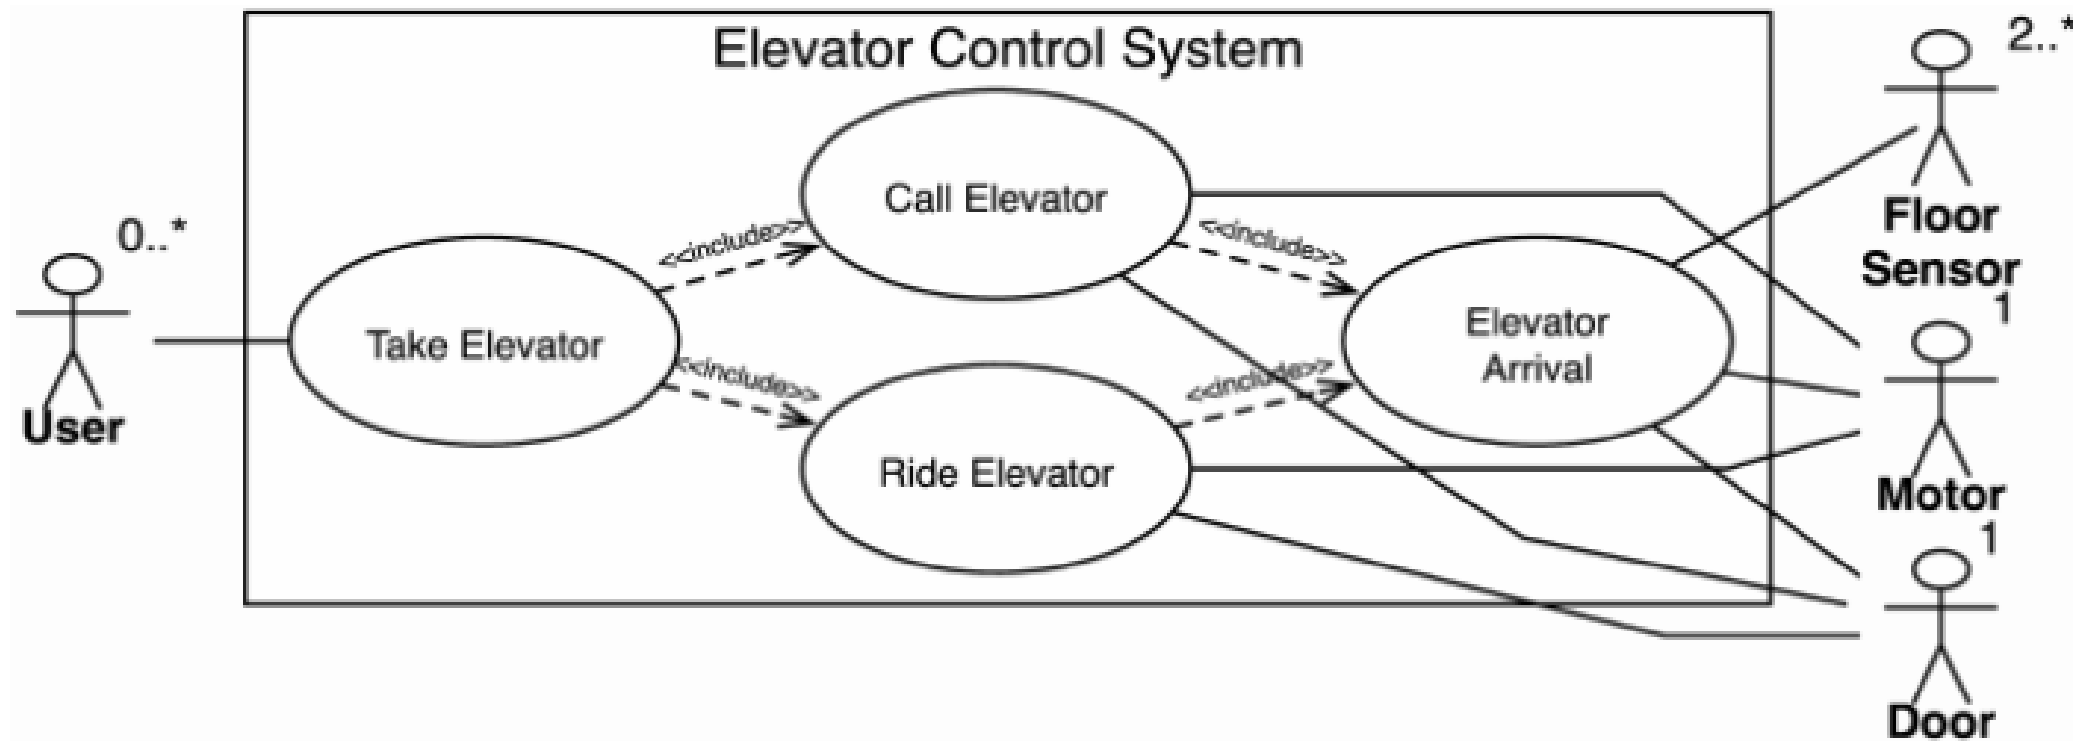 Elevator Control System
2..*
Call Elevator
Floor
Sensor
0..*
<<include>>
<<include>>
1
Take Elevator
Elevator
Arrival
User
<<include>>
<<include>>
Ride Elevator
Motor
1
Door